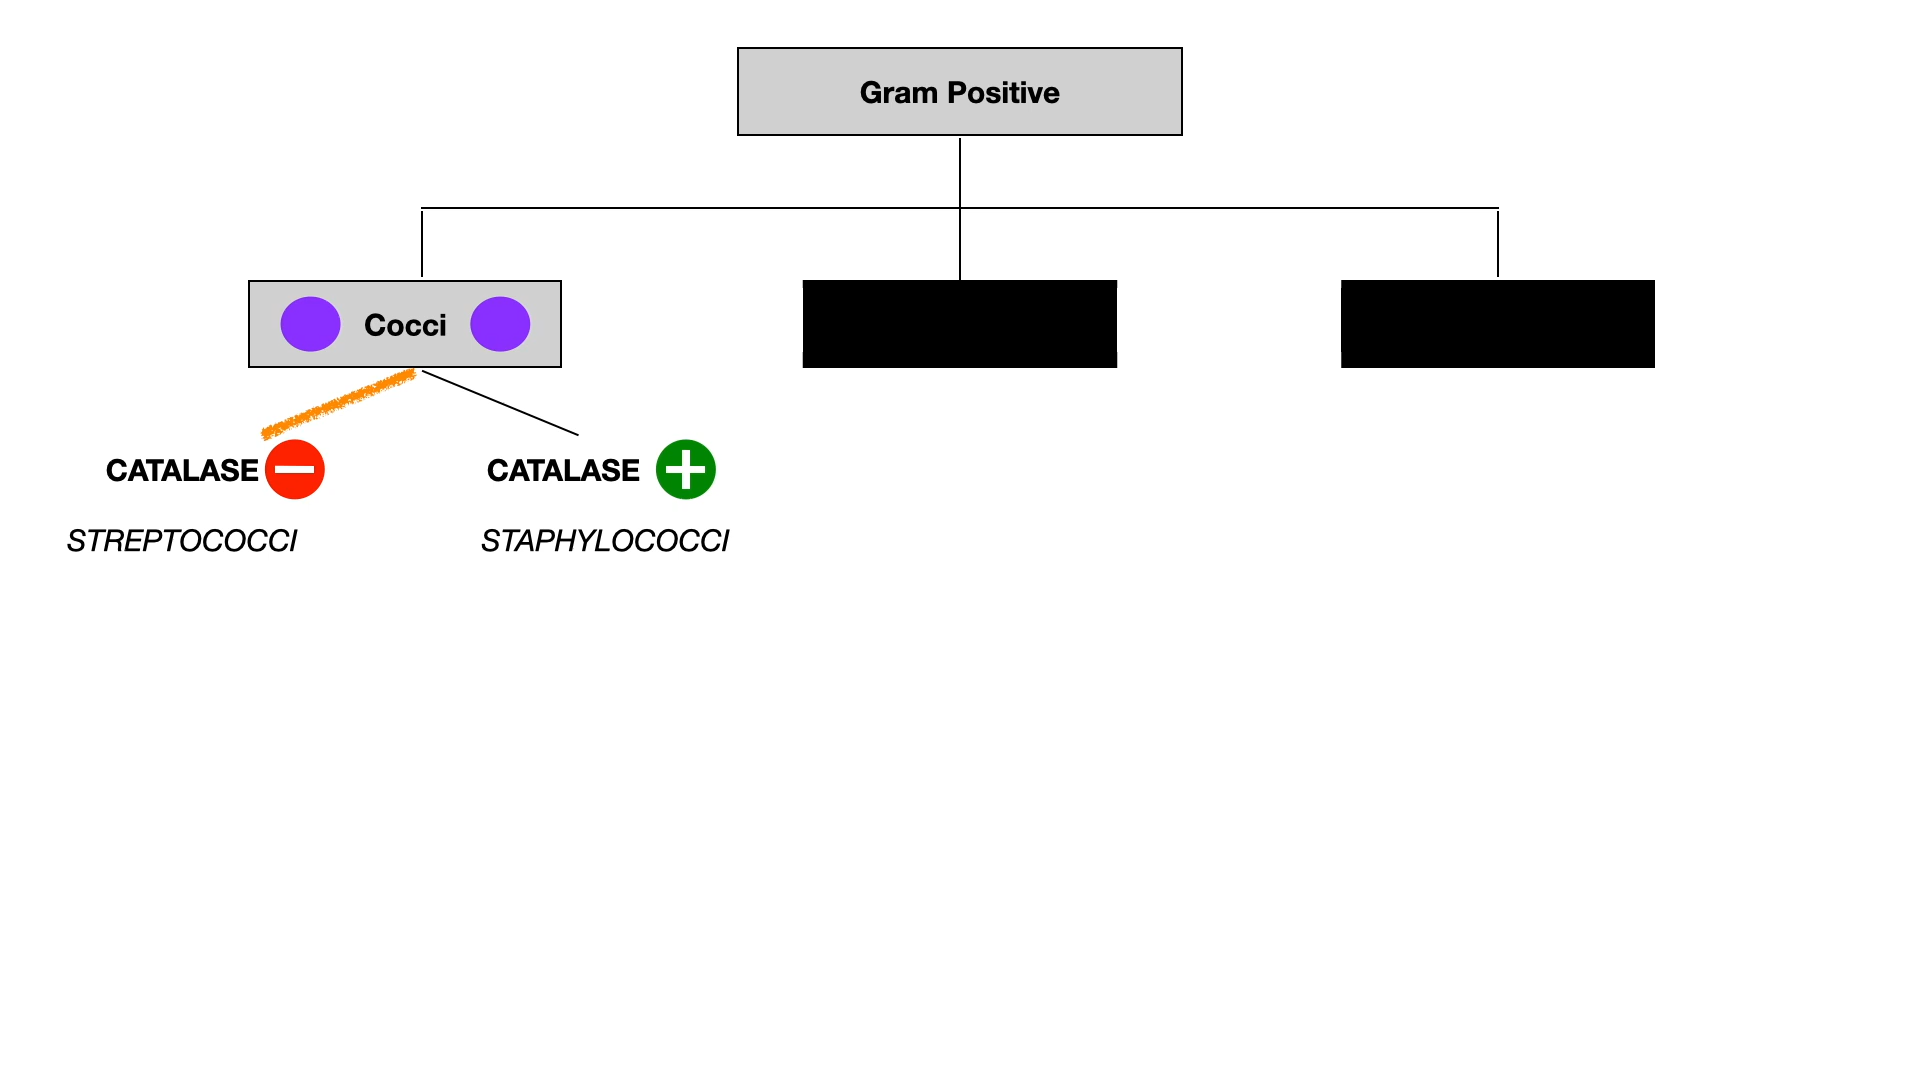 Gram Positive
Cocci
CATALASE
CATALASE
STREPTOCOCCI
STAPHYLOCOCCI